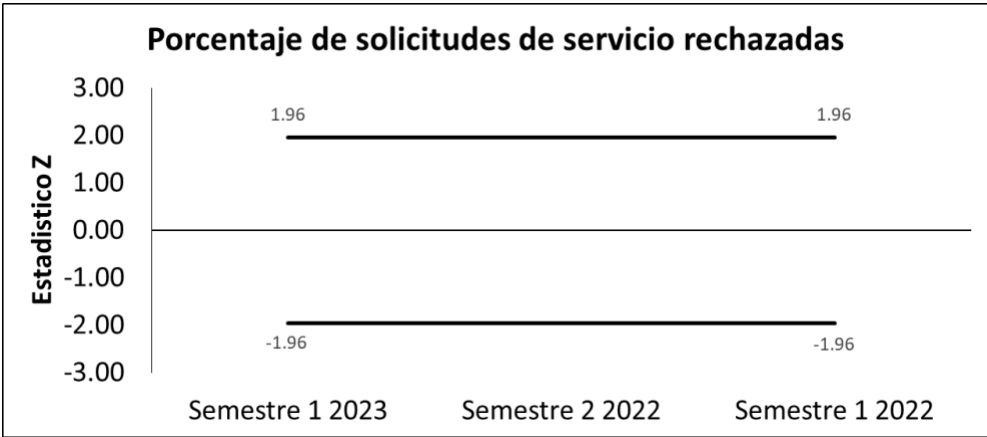 Porcentaje de solicitudes de servicio rechazadas
Estadistico Z
3.00
2.00
1.00
0.00
-1.00
-2.00
-3.00
1.96
1.96
-1.96
-1.96
Semestre 1 2023
Semestre 2 2022
Semestre 1 2022